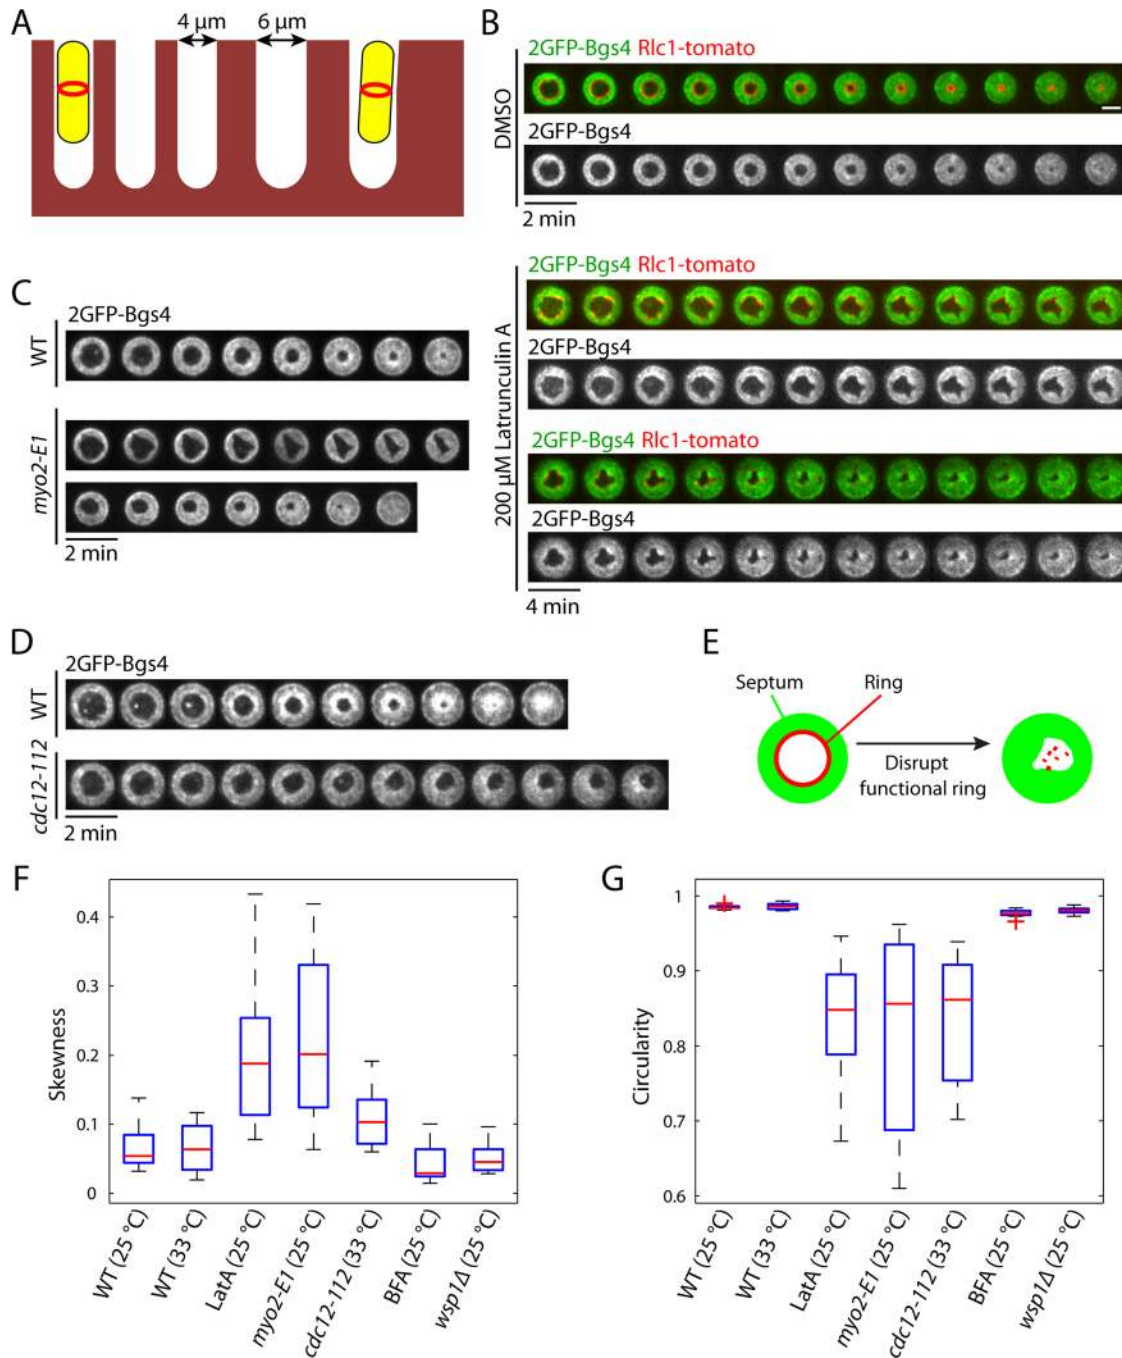 A
4 μm
6 μm
B
DMSO
2GFP-Bgs4 Rlc1-tomato
2GFP-Bgs4
2 min
200 μM Latrunculin A
2GFP-Bgs4 Rlc1-tomato
2GFP-Bgs4
2GFP-Bgs4 Rlc1-tomato
2GFP-Bgs4
4 min
C
2GFP-Bgs4
WT
myo2-E1
2 min
D
2GFP-Bgs4
WT
cdc12-112
2 min
E
Septum
Ring
Disrupt
functional ring
F
Skewness
0.4
0.3
0.2
0.1
0
WT (25 °C)
WT (33 °C)
LatA (25 °C)
myo2-E1 (25 °C)
cdc12-112 (33 °C)
BFA (25 °C)
wsp1Δ (25 °C)
G
Circularity
1
0.9
0.8
0.7
0.6
WT (25 °C)
WT (33 °C)
LatA (25 °C)
myo2-E1 (25 °C)
cdc12-112 (33 °C)
BFA (25 °C)
wsp1Δ (25 °C)